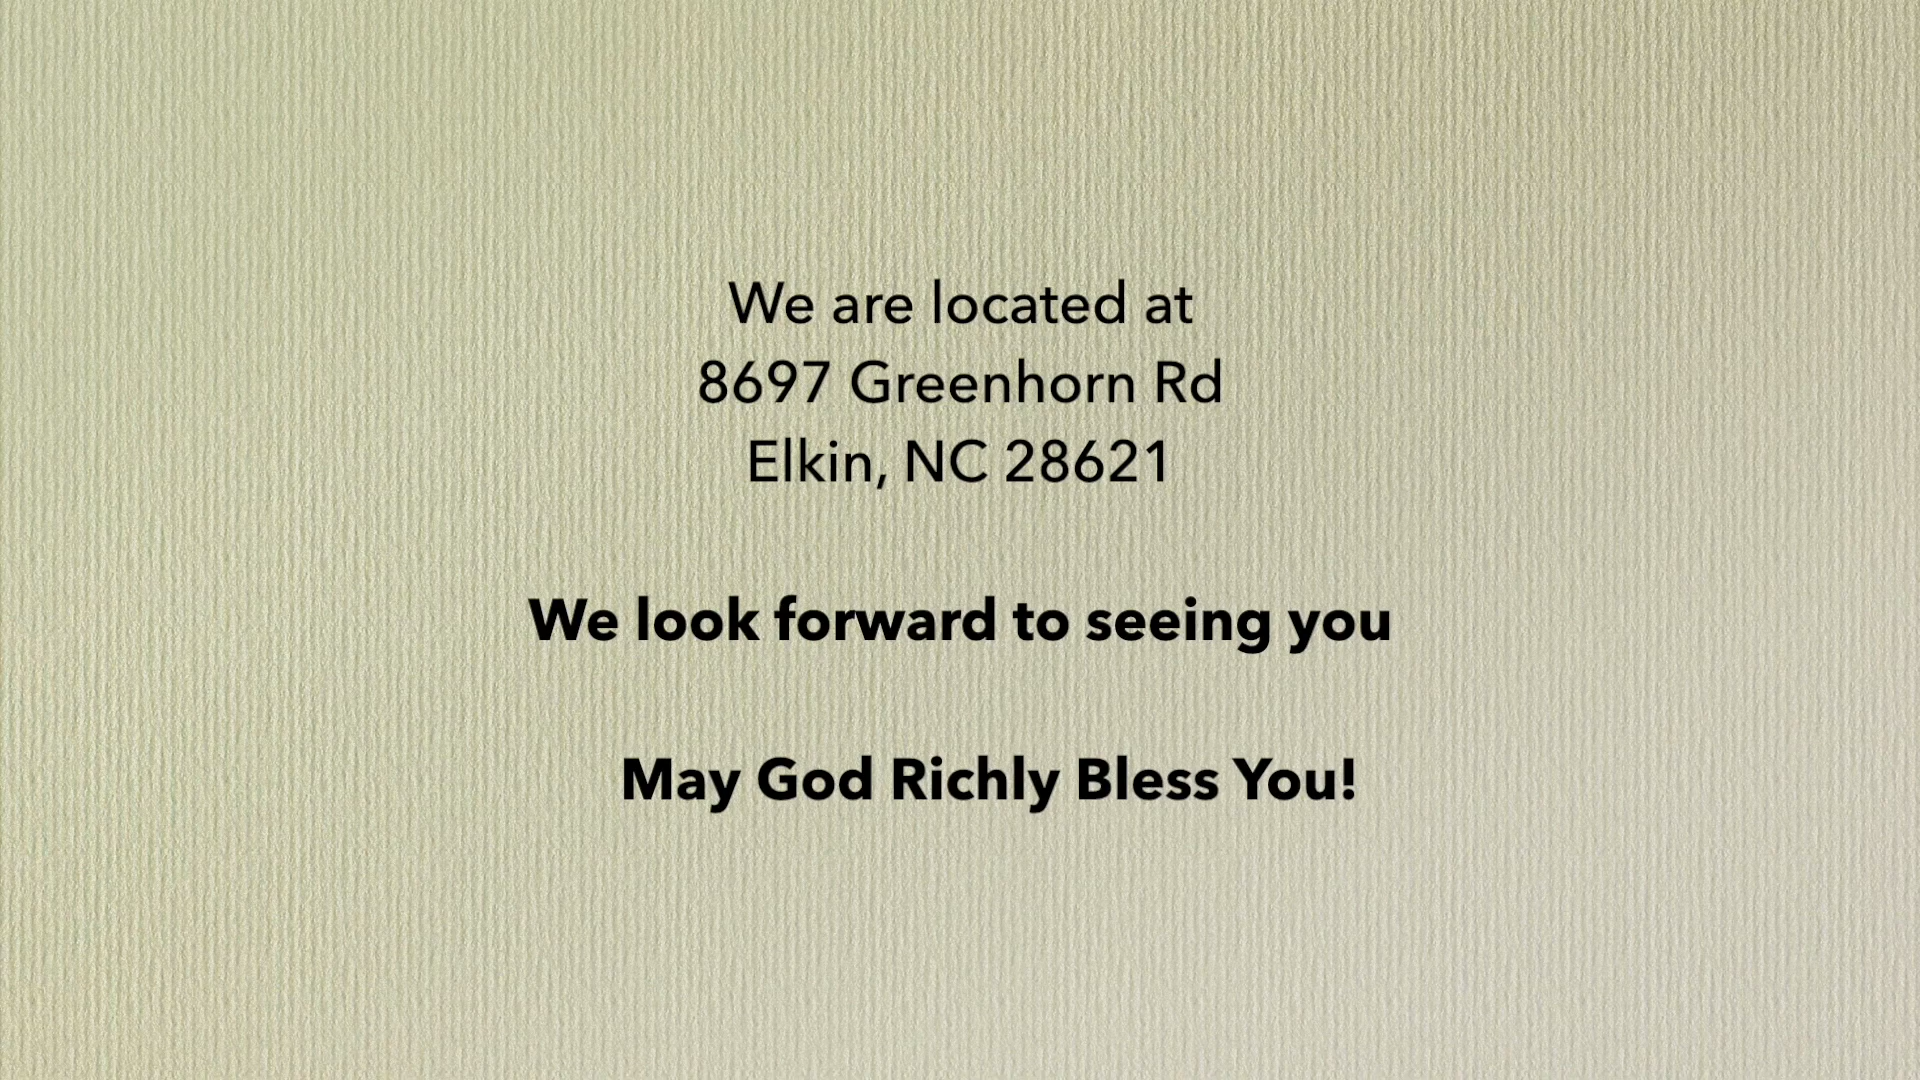 We are located at
8697 Greenhorn Rd
Elkin, NC 28621
We look forward to seeing you
May God Richly Bless You!